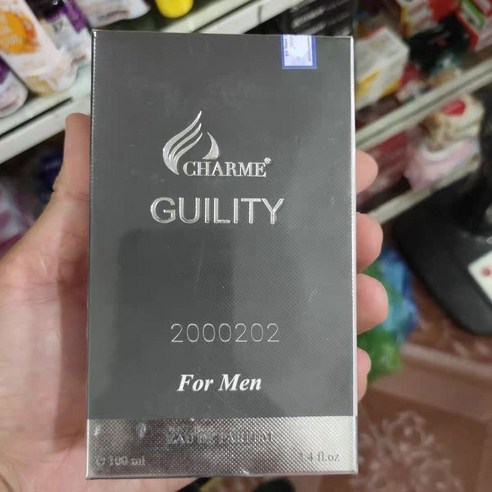 CHARME®
GUILITY
2000202
For Men
EAU DE PARFUM
100 ml 3.4 fl.oz